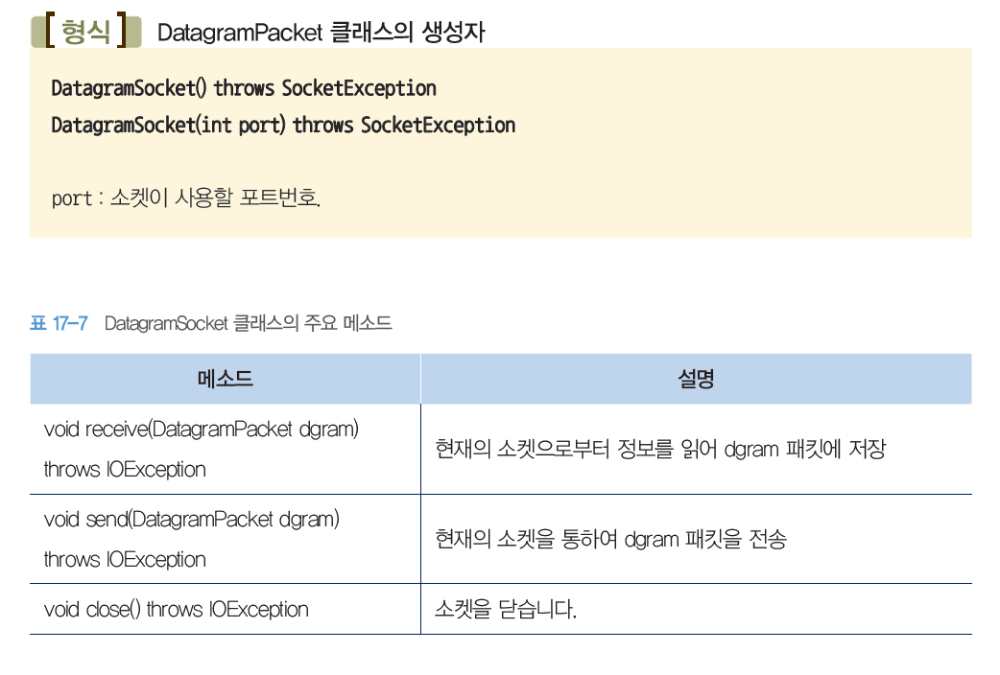 [형식] DatagramPacket 클래스의 생성자
DatagramSocket() throws SocketException
DatagramSocket(int port) throws SocketException
port : 소켓이 사용할 포트번호.
표 17-7 DatagramSocket 클래스의 주요 메소드
메소드 설명
void receive(DatagramPacket dgram)
throws IOException
현재의 소켓으로부터 정보를 읽어 dgram 패킷에 저장
void send(DatagramPacket dgram)
throws IOException
현재의 소켓을 통하여 dgram 패킷을 전송
void close() throws IOException 소켓을 닫습니다.